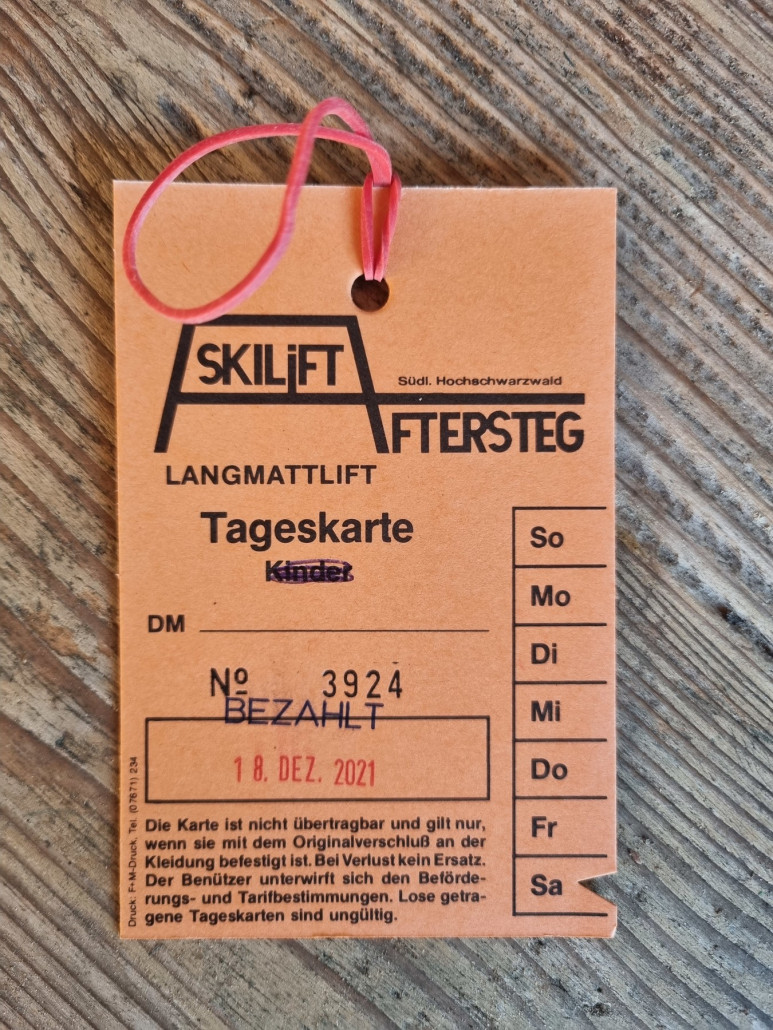 SKILiFT
Südl. Hochschwarzwald
AFTERSTEG
LANGMATTLIFT
Tageskarte
Kinder
DM
Nº 3924
BEZAHLT
18. DEZ. 2021
Die Karte ist nicht übertragbar und gilt nur,
wenn sie mit dem Originalverschluß an der
Kleidung befestigt ist. Bei Verlust kein Ersatz.
Der Benützer unterwirft sich den Beförde-
rungs- und Tarifbestimmungen. Lose getra-
gene Tageskarten sind ungültig.
Druck: F+M-Druck, Tel. (07671) 234
So
Mo
Di
Mi
Do
Fr
Sa